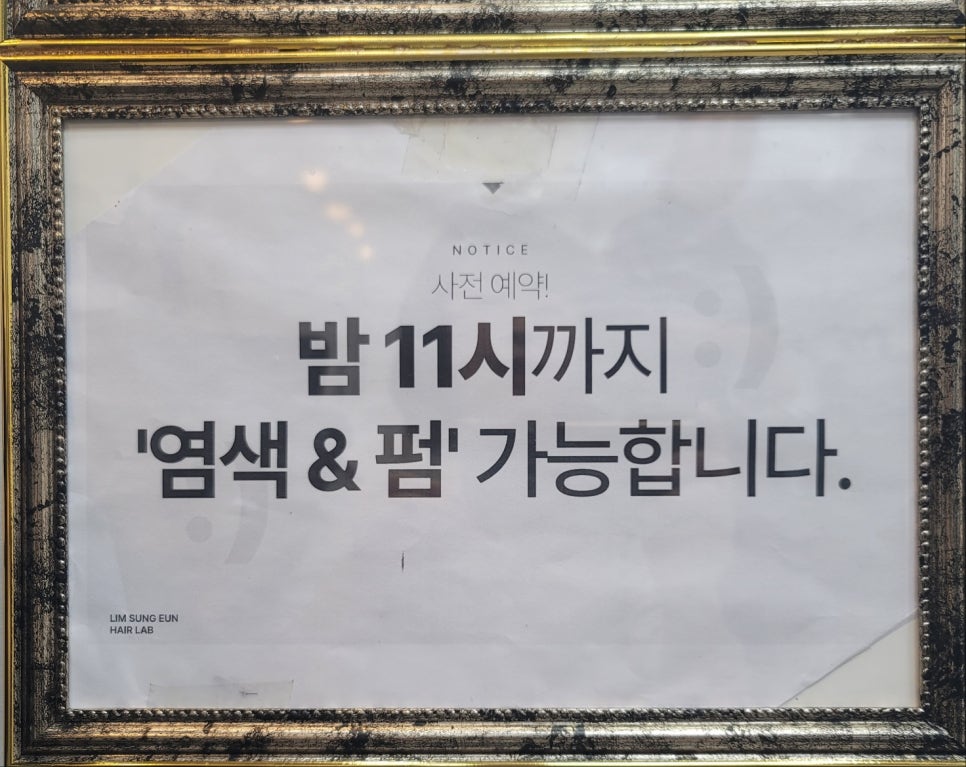 NOTICE
사전 예약!
밤 11시까지
'염색 & 펌' 가능합니다.
LIM SUNG EUN
HAIR LAB